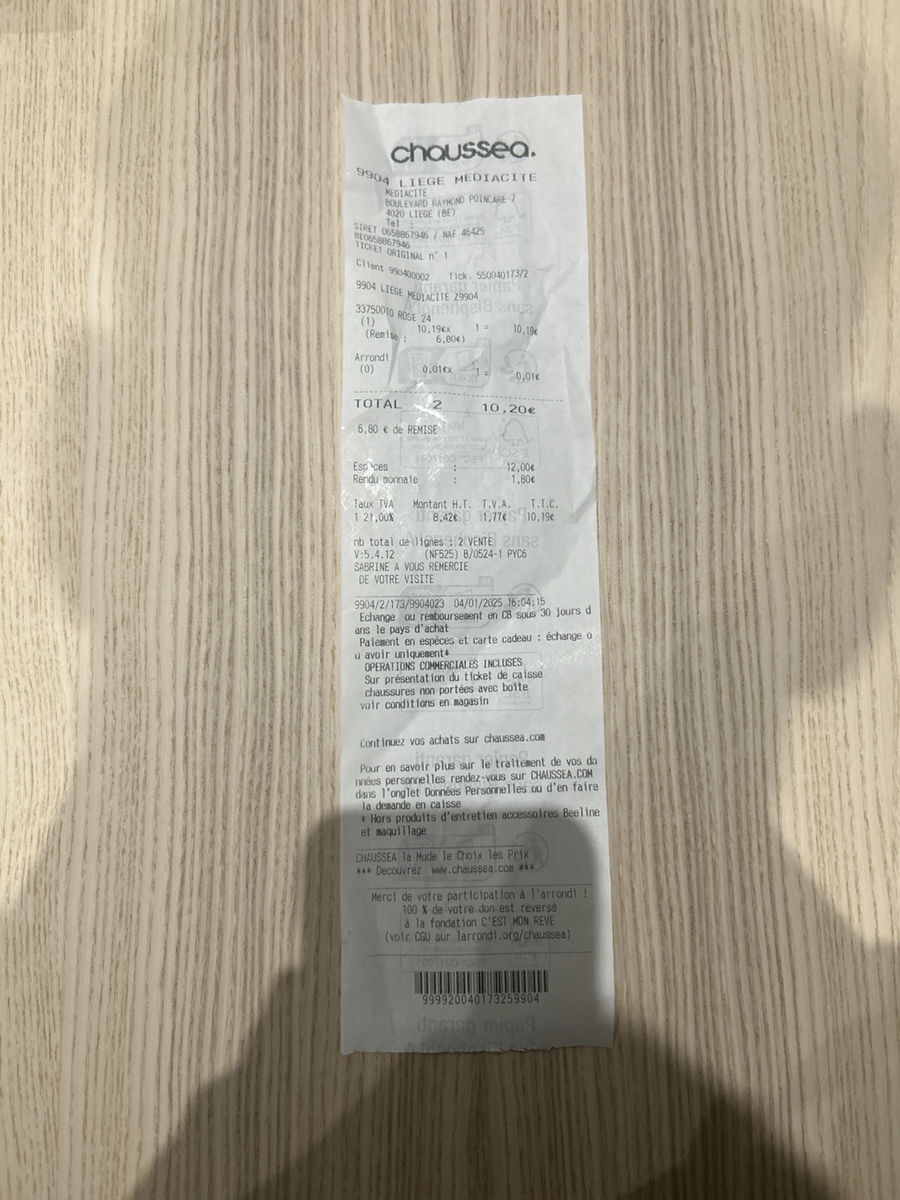 chaussea.
9904 LIEGE MEDIACITE
MEDIACITE
BOULEVARD RAYMOND POINCARE 7
4020 LIEGE (BE)
Tel :
SIRET 0658867946 / NAF 46425
BE0658867946
TICKET ORIGINAL n° 1
Client 990400002 Tick. 550040173/2
9904 LIEGE MEDIACITE Z9904
33750010 ROSE 24
(1) 10,19€x 1 = 10,19€
(Remise : 6,80€)
Arrondi
(0) 0,01€x 1 = 0,01€
TOTAL 2 10,20€
6,80 € de REMISE
Espèces : 12,00€
Rendu monnaie : 1,80€
Taux TVA Montant H.T. T.V.A. T.T.C.
1 21,00% 8,42€ 1,77€ 10,19€
nb total de lignes : 2 VENTE
V:5.4.12 (NF525) B/0524-1 PYC6
SABRINE A VOUS REMERCIE
DE VOTRE VISITE
9904/2/173/9904023 04/01/2025 16:04:15
Echange ou remboursement en CB sous 30 jours d
ans le pays d'achat
Paiement en espèces et carte cadeau : échange o
u avoir uniquement*
OPERATIONS COMMERCIALES INCLUSES
Sur présentation du ticket de caisse
chaussures non portées avec boite
voir conditions en magasin
Continuez vos achats sur chaussea.com
Pour en savoir plus sur le traitement de vos do
nnées personnelles rendez-vous sur CHAUSSEA.COM
dans l'onglet Données Personnelles ou d'en faire
la demande en caisse
* Hors produits d'entretien accessoires Beeline
et maquillage
CHAUSSEA la Mode le Choix les Prix
*** Decouvrez www.chaussea.com ***
Merci de votre participation à l'arrondi !
100 % de votre don est reversé
à la fondation C'EST MON REVE
(voir CGU sur larrondi.org/chaussea)
999920040173259904